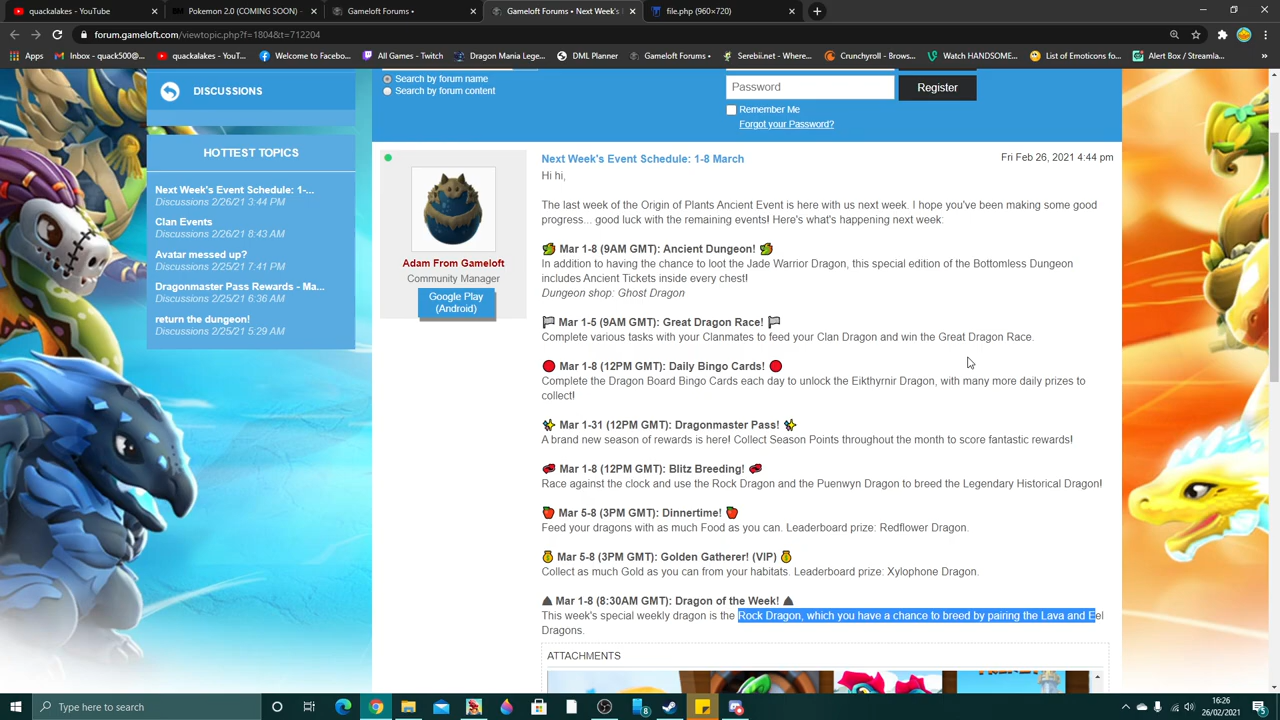 Discussions
Discussions 2.0 (COMING SOON)
Gameloft Forums • Next Week's E
file.php (960×720)
forum.gameloft.com/viewtopic.php?f=1804&t=712204
Apps
Inbox - quack500@...
quackalakes - YouT...
Welcome to Facebo...
All Games - Twitch
Dragon Mania Lege...
DML Planner
Gameloft Forums •
Serebii.net - Where...
Crunchyroll - Brows...
Watch HANDSOME...
List of Emoticons fo...
Alert Box / Streamla...
DISCUSSIONS
Search by forum name
Search by forum content
Password
Register
Remember Me
Forgot your Password?
HOTTEST TOPICS
Next Week's Event Schedule: 1-...
Discussions 2/26/21 3:44 PM
Clan Events
Discussions 2/26/21 8:43 AM
Avatar messed up?
Discussions 2/25/21 7:41 PM
Dragonmaster Pass Rewards - Ma...
Discussions 2/25/21 6:36 AM
return the dungeon!
Discussions 2/25/21 5:29 AM
Adam From Gameloft
Community Manager
Google Play
(Android)
Next Week's Event Schedule: 1-8 March
Fri Feb 26, 2021 4:44 pm
Hi hi,
The last week of the Origin of Plants Ancient Event is here with us next week. I hope you've been making some good
progress... good luck with the remaining events! Here's what's happening next week:
Mar 1-8 (9AM GMT): Ancient Dungeon!
In addition to having the chance to loot the Jade Warrior Dragon, this special edition of the Bottomless Dungeon
includes Ancient Tickets inside every chest!
Dungeon shop: Ghost Dragon
Mar 1-5 (9AM GMT): Great Dragon Race!
Complete various tasks with your Clanmates to feed your Clan Dragon and win the Great Dragon Race.
Mar 1-8 (12PM GMT): Daily Bingo Cards!
Complete the Dragon Board Bingo Cards each day to unlock the Eikthyrnir Dragon, with many more daily prizes to
collect!
Mar 1-31 (12PM GMT): Dragonmaster Pass!
A brand new season of rewards is here! Collect Season Points throughout the month to score fantastic rewards!
Mar 1-8 (12PM GMT): Blitz Breeding!
Race against the clock and use the Rock Dragon and the Puenwyn Dragon to breed the Legendary Historical Dragon!
Mar 5-8 (3PM GMT): Dinnertime!
Feed your dragons with as much Food as you can. Leaderboard prize: Redflower Dragon.
Mar 5-8 (3PM GMT): Golden Gatherer! (VIP)
Collect as much Gold as you can from your habitats. Leaderboard prize: Xylophone Dragon.
Mar 1-8 (8:30AM GMT): Dragon of the Week!
This week's special weekly dragon is the Rock Dragon, which you have a chance to breed by pairing the Lava and Eel
Dragons.
ATTACHMENTS
Type here to search
16:26
26/02/2021